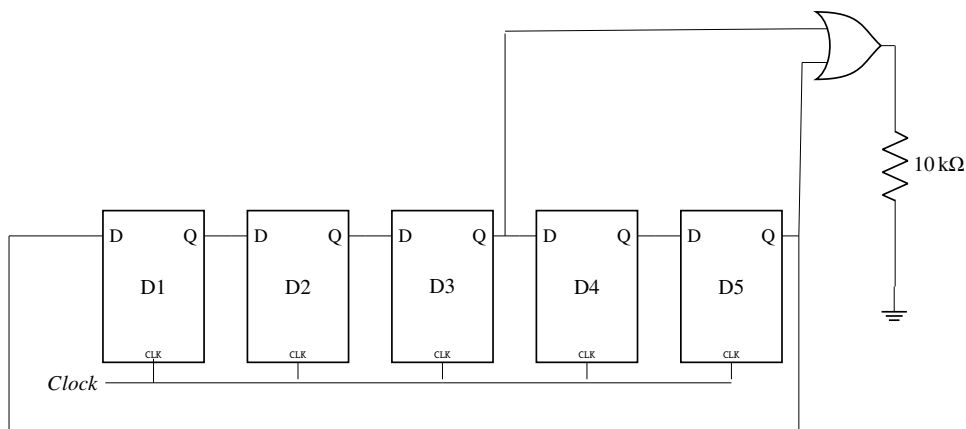 10 kΩ
D Q D Q D Q D Q D Q
D1 D2 D3 D4 D5
CLK CLK CLK CLK CLK
Clock